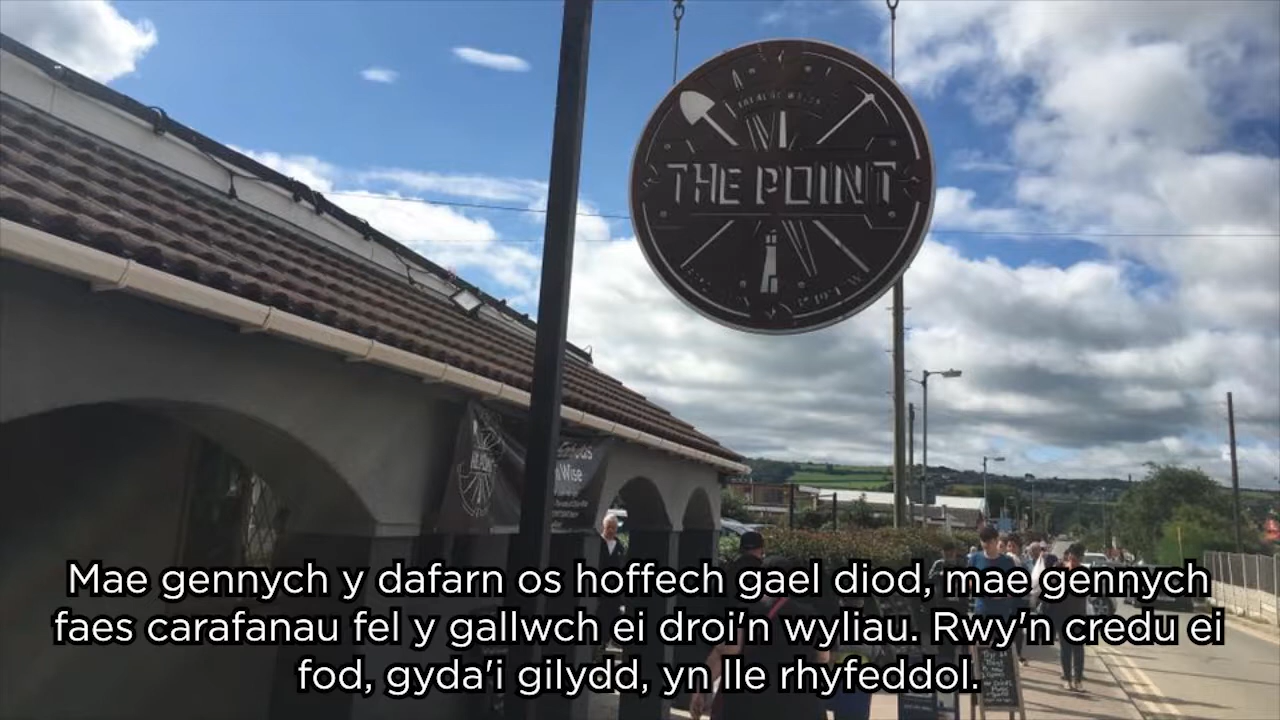 THE POINT
Mae gennych y dafarn os hoffech gael diod, mae gennych
faes carafanau fel y gallwch ei droi'n wyliau. Rwy'n credu ei
fod, gyda'i gilydd, yn lle rhyfeddol.